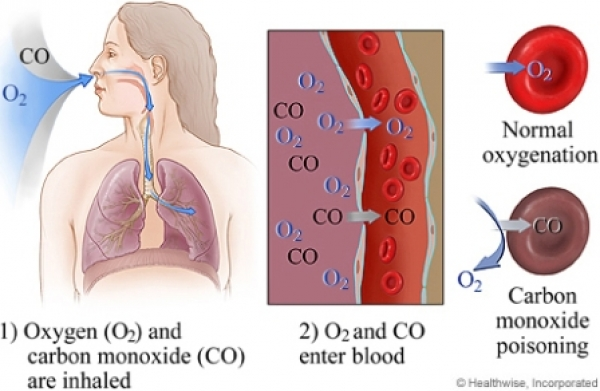 CO
O₂
1) Oxygen (O₂) and
carbon monoxide (CO)
are inhaled
O₂
CO
O₂
O₂
CO
O₂
O₂
CO
CO
CO
O₂
CO
O₂
2) O₂ and CO
enter blood
O₂
Normal
oxygenation
CO
O₂
Carbon
monoxide
poisoning
© Healthwise, Incorporated